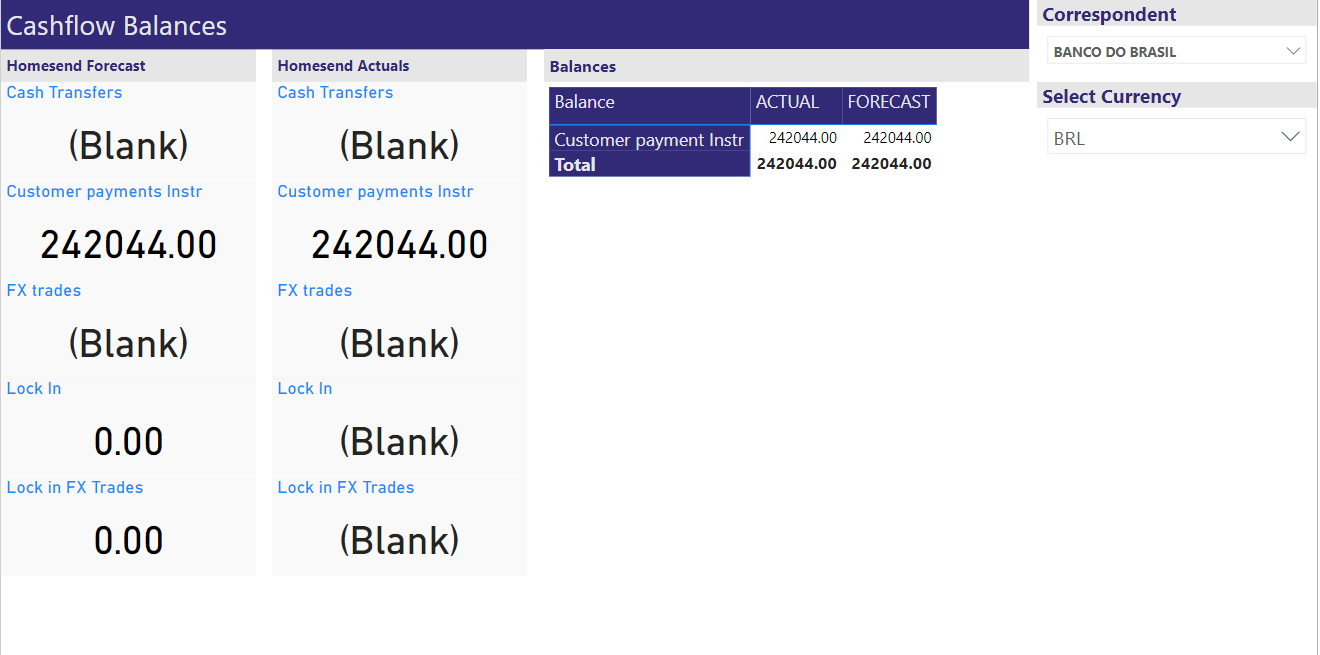 Cashflow Balances
Homesend Forecast
Cash Transfers
(Blank)
Customer payments Instr
242044.00
FX trades
(Blank)
Lock In
0.00
Lock in FX Trades
0.00
Homesend Actuals
Cash Transfers
(Blank)
Customer payments Instr
242044.00
FX trades
(Blank)
Lock In
(Blank)
Lock in FX Trades
(Blank)
Balances
Balance ACTUAL FORECAST
Customer payment Instr 242044.00 242044.00
Total 242044.00 242044.00
Correspondent
BANCO DO BRASIL
Select Currency
BRL